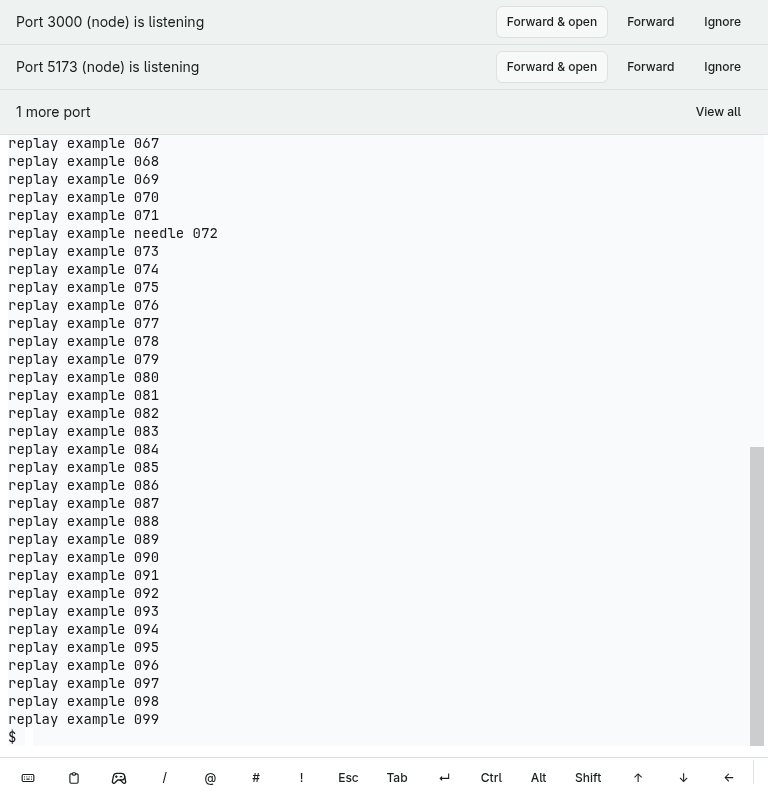 Port 3000 (node) is listening Forward & open Forward Ignore
Port 5173 (node) is listening Forward & open Forward Ignore
1 more port View all
replay example 067
replay example 068
replay example 069
replay example 070
replay example 071
replay example needle 072
replay example 073
replay example 074
replay example 075
replay example 076
replay example 077
replay example 078
replay example 079
replay example 080
replay example 081
replay example 082
replay example 083
replay example 084
replay example 085
replay example 086
replay example 087
replay example 088
replay example 089
replay example 090
replay example 091
replay example 092
replay example 093
replay example 094
replay example 095
replay example 096
replay example 097
replay example 098
replay example 099
$
/ @ # ! Esc Tab ↵ Ctrl Alt Shift ↑ ↓ ←